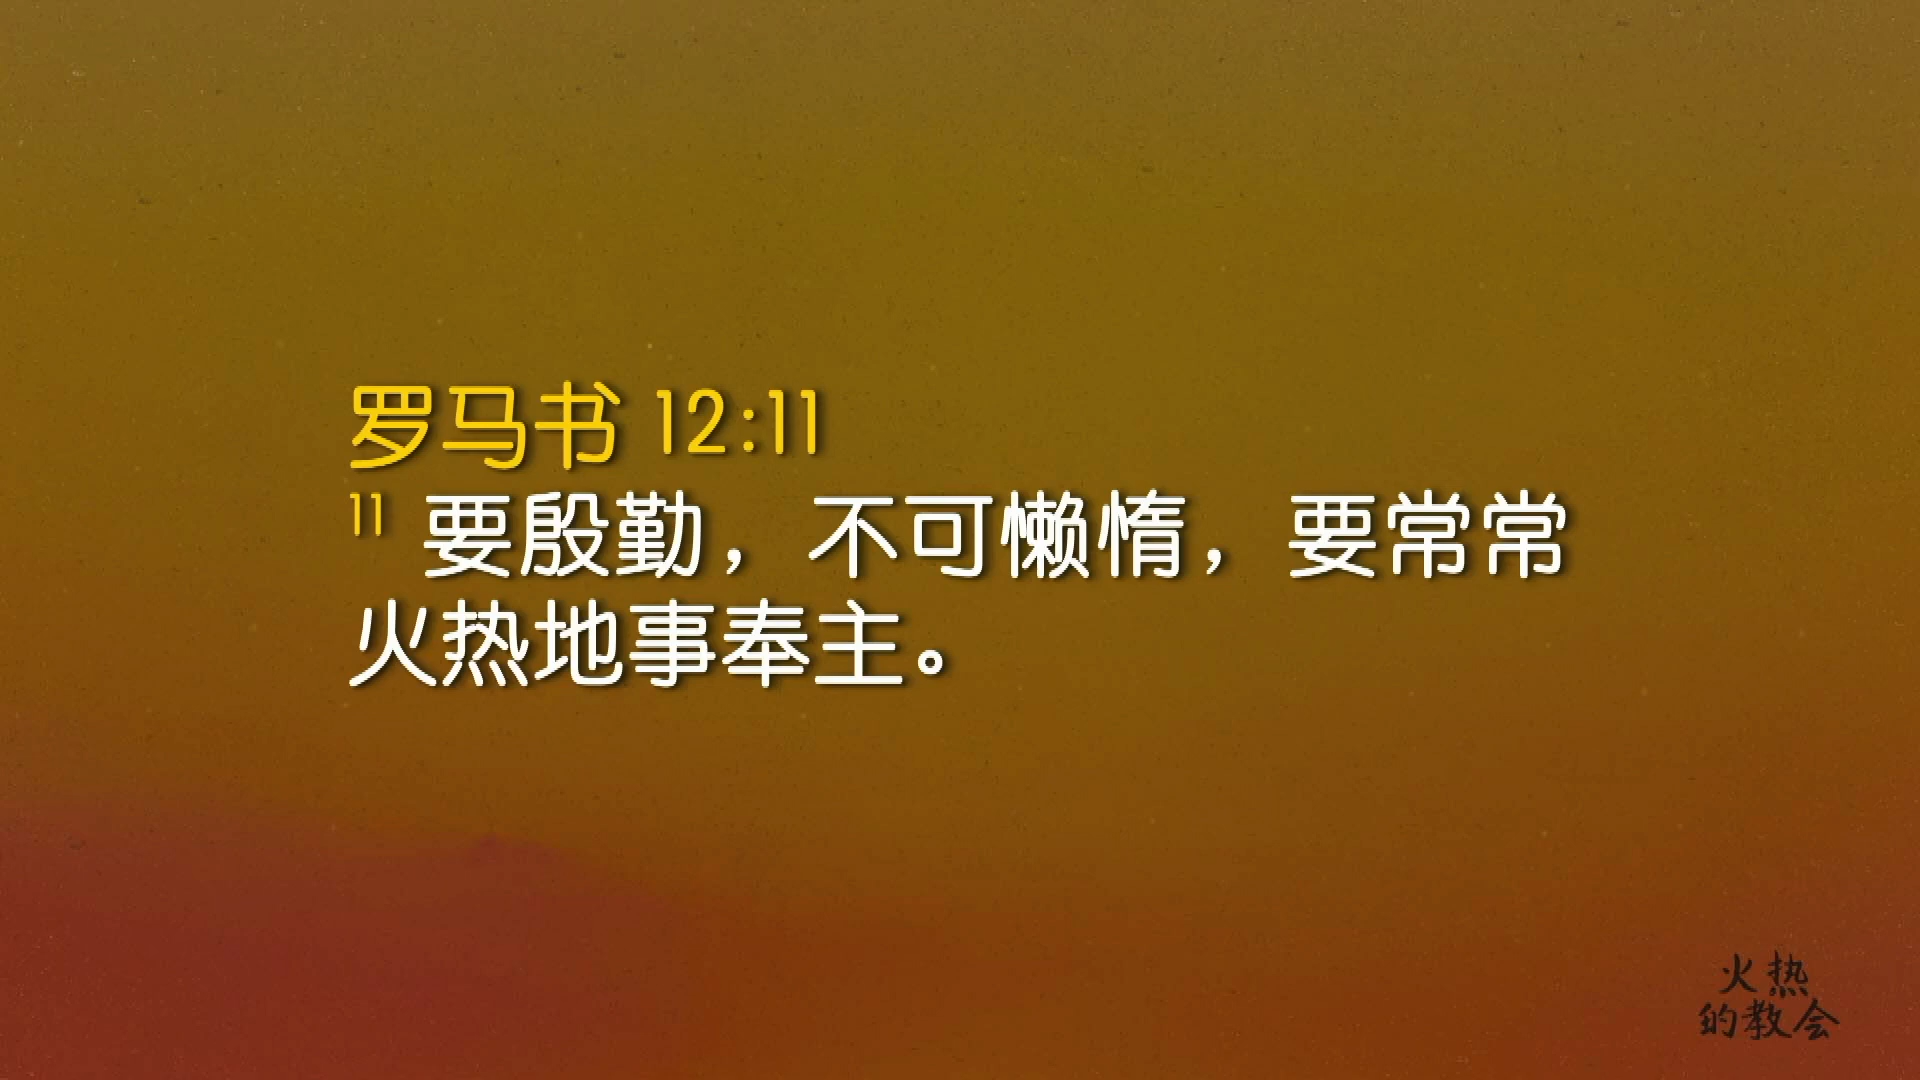 罗马书 12:11
11 要殷勤，不可懒惰，要常常
火热地事奉主。
火热
的教会